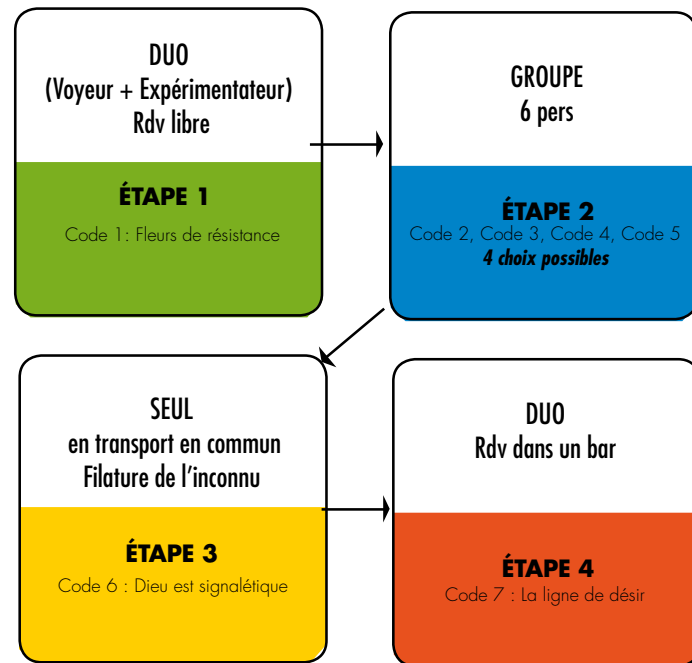 DUO
(Voyeur + Expérimentateur)
Rdv libre
ÉTAPE 1
Code 1: Fleurs de résistance
GROUPE
6 pers
ÉTAPE 2
Code 2, Code 3, Code 4, Code 5
4 choix possibles
SEUL
en transport en commun
Filature de l'inconnu
ÉTAPE 3
Code 6 : Dieu est signalétique
DUO
Rdv dans un bar
ÉTAPE 4
Code 7 : La ligne de désir